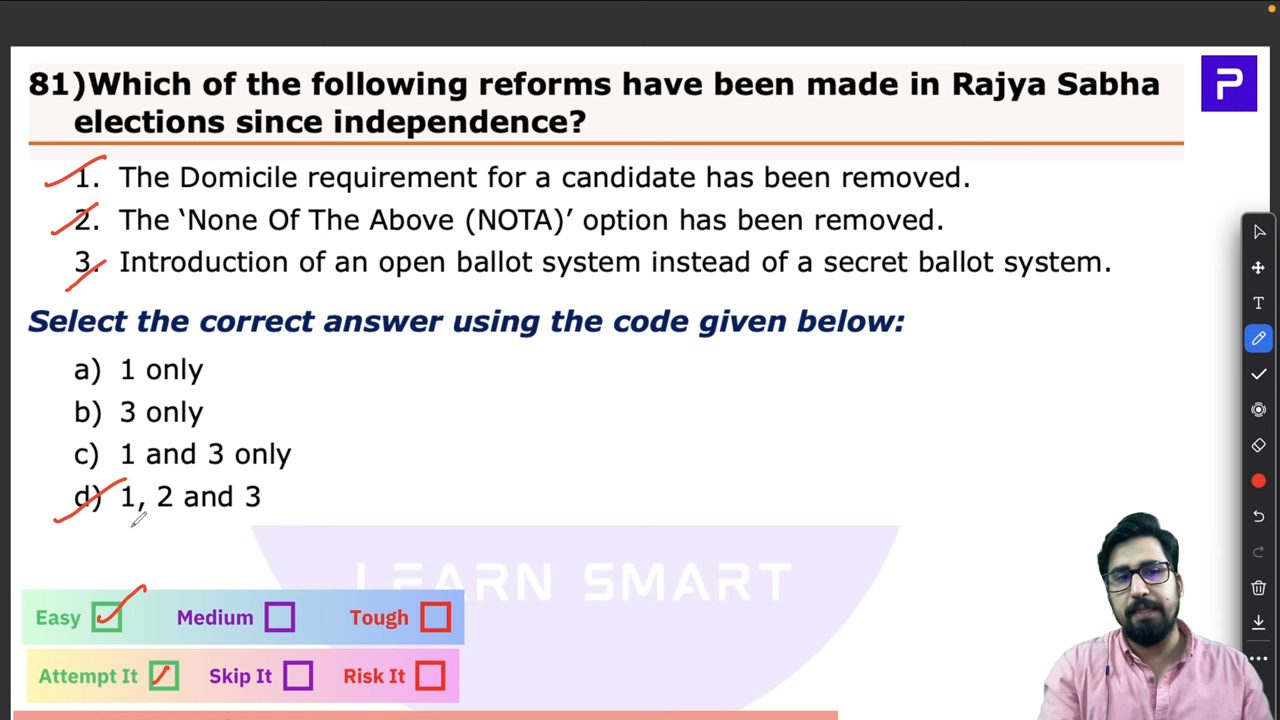 81)Which of the following reforms have been made in Rajya Sabha
elections since independence?
1. The Domicile requirement for a candidate has been removed.
2. The ‘None Of The Above (NOTA)’ option has been removed.
3. Introduction of an open ballot system instead of a secret ballot system.
Select the correct answer using the code given below:
a) 1 only
b) 3 only
c) 1 and 3 only
d) 1, 2 and 3
LEARN SMART
Easy Medium Tough
Attempt It Skip It Risk It
P
T